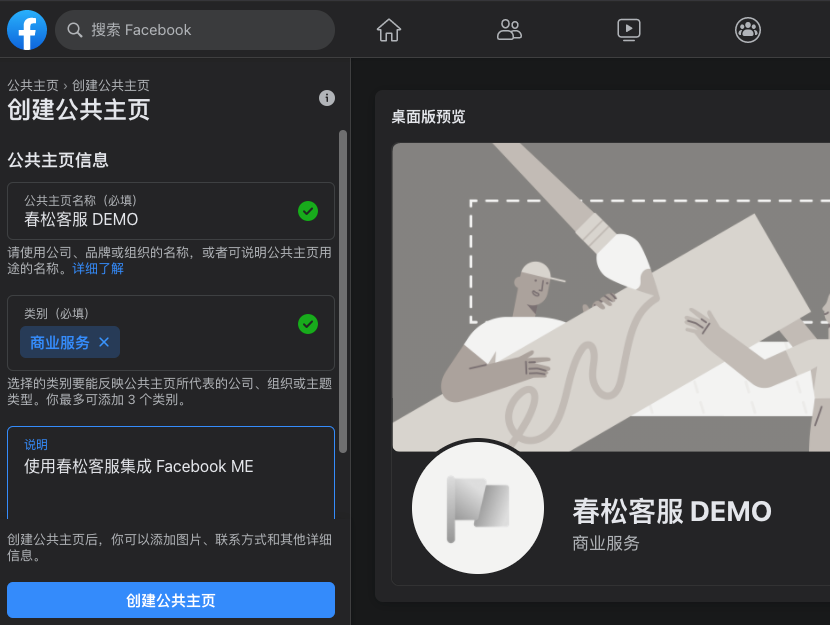 搜索 Facebook
公共主页 › 创建公共主页
创建公共主页
公共主页信息
公共主页名称（必填）
春松客服 DEMO
请使用公司、品牌或组织的名称，或者可说明公共主页用
途的名称。详细了解
类别（必填）
商业服务 ✕
选择的类别要能反映公共主页所代表的公司、组织或主题
类型。你最多可添加 3 个类别。
说明
使用春松客服集成 Facebook ME
创建公共主页后，你可以添加图片、联系方式和其他详细
信息。
创建公共主页
桌面版预览
春松客服 DEMO
商业服务